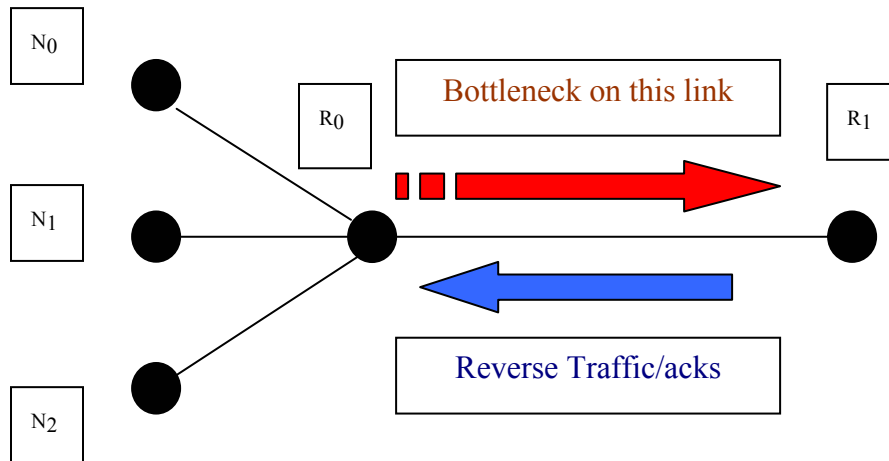 N0
Bottleneck on this link
R0
R1
N1
Reverse Traffic/acks
N2